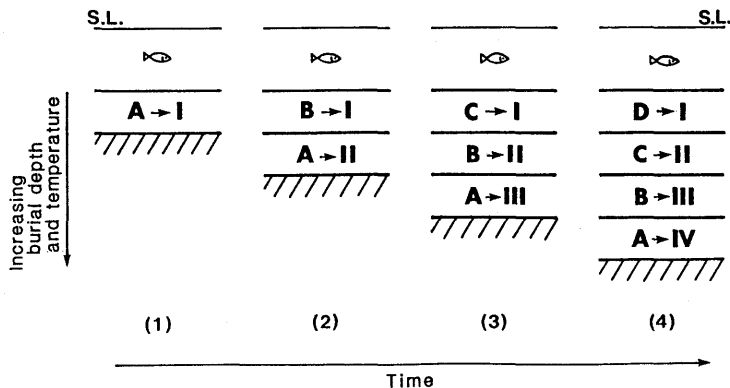 S.L.
S.L.
A → I
B → I
C → I
D → I
A → II
B → II
C → II
A → III
B → III
A → IV
Increasing
burial depth
and temperature
(1)
(2)
(3)
(4)
Time